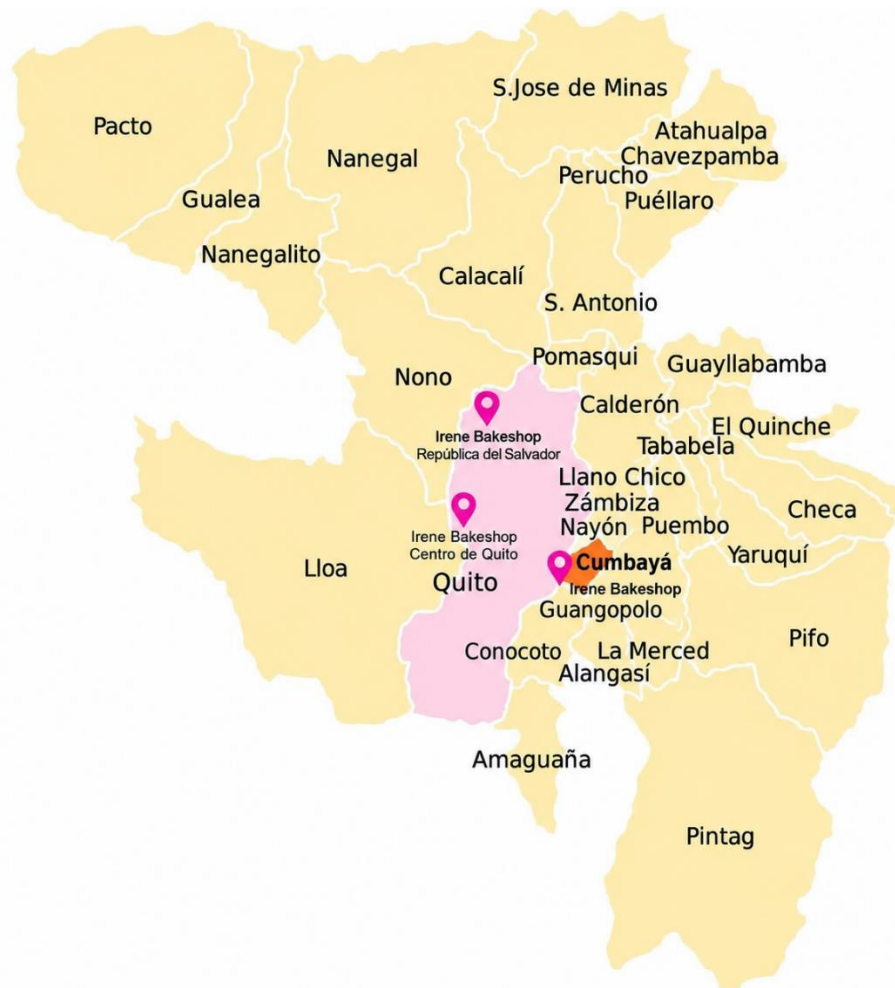 S.Jose de Minas
Pacto
Atahualpa
Nanegal
Chavezpamba
Perucho
Gualea
Puéllaro
Nanegalito
Calacalí
S. Antonio
Pomasqui
Guayllabamba
Nono
Calderón
El Quinche
Irene Bakeshop
República del Salvador
Tababela
Llano Chico
Zámbiza
Checa
Nayón
Puembo
Irene Bakeshop
Centro de Quito
Yaruquí
Lloa
Cumbayá
Quito
Irene Bakeshop
Guangopolo
Pifo
Conocoto
La Merced
Alangasí
Amaguaña
Pintag